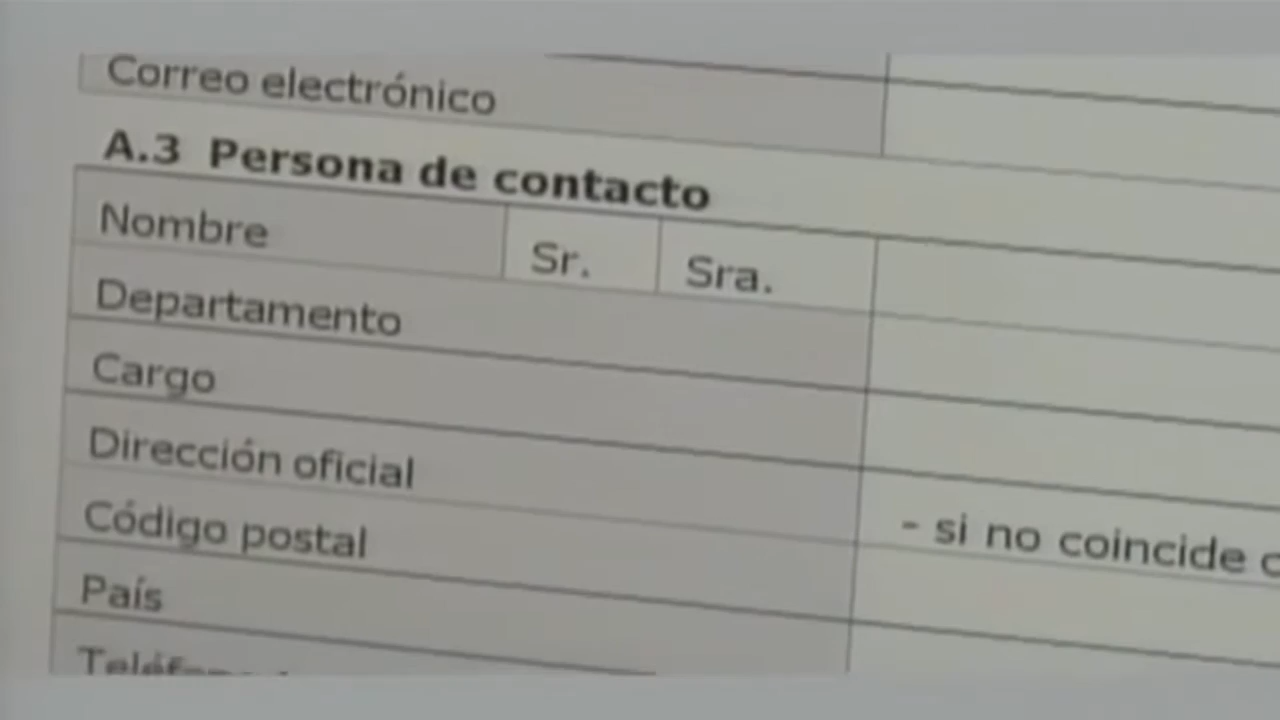 Correo electrónico
A.3 Persona de contacto
Nombre Sr. Sra.
Departamento
Cargo
Dirección oficial
- si no coincide
Código postal
País